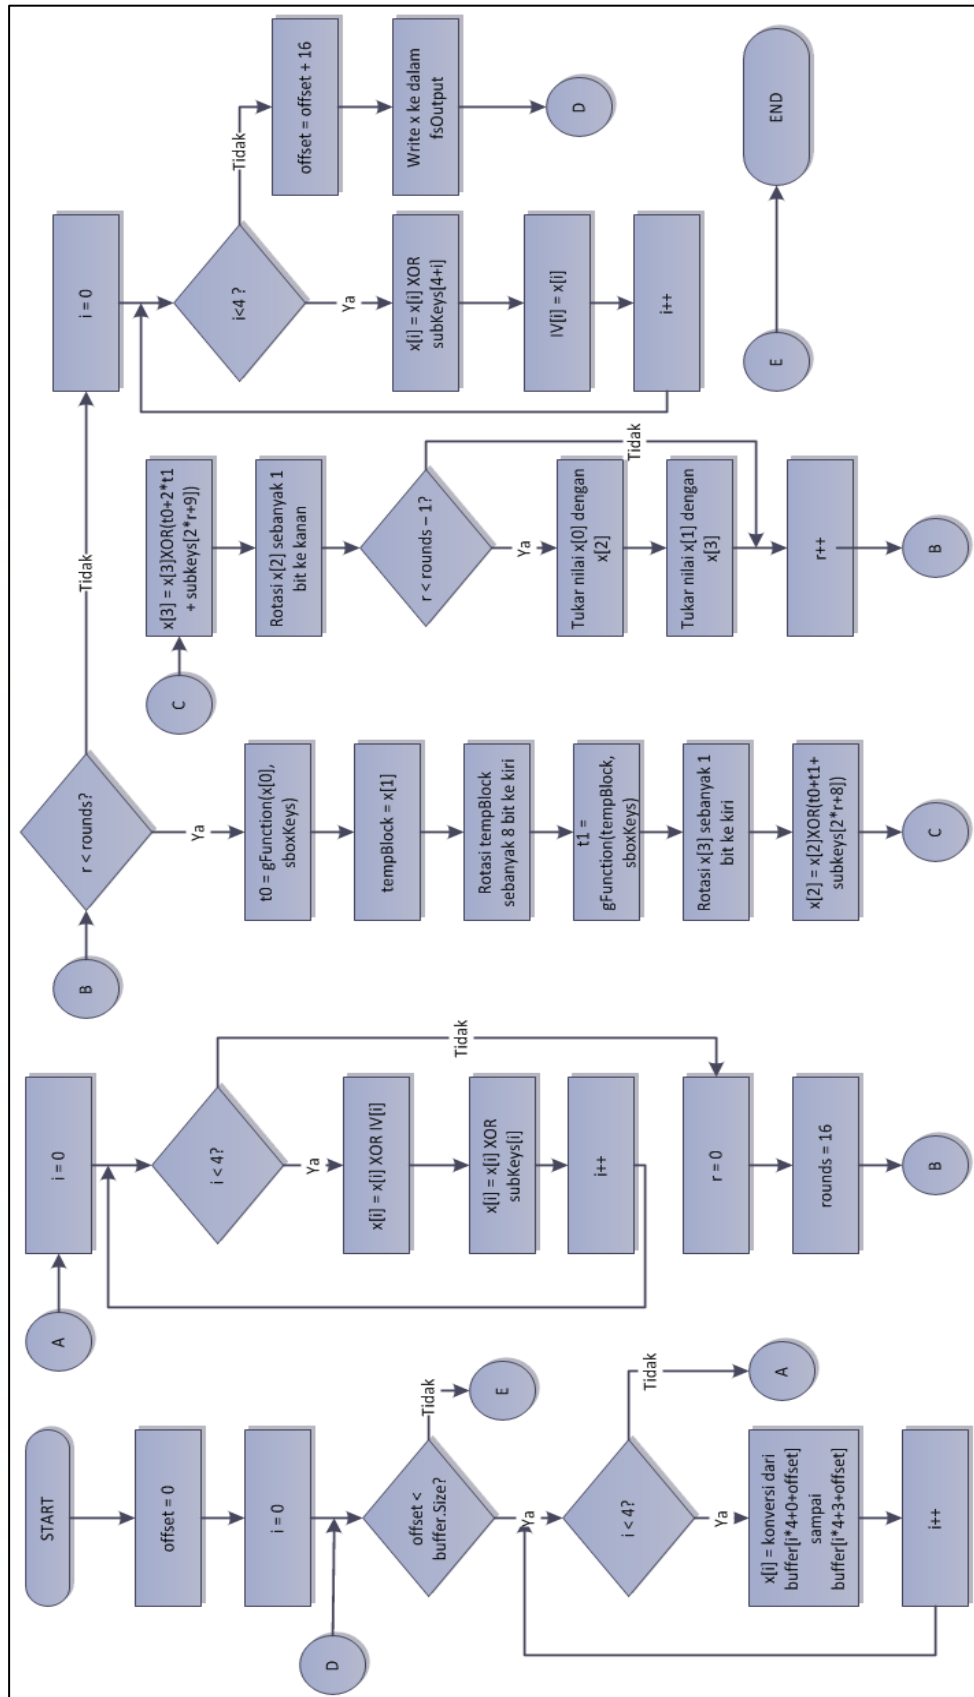 START
offset = 0
i = 0
D
offset <
buffer.Size?
Tidak
E
Ya
i < 4?
Tidak
A
Ya
x[i] = konversi dari
buffer[i*4+0+offset]
sampai
buffer[i*4+3+offset]
i++
A
i = 0
i < 4?
Tidak
Ya
x[i] = x[i] XOR IV[i]
x[i] = x[i] XOR
subKeys[i]
i++
r = 0
rounds = 16
B
B
r < rounds?
Tidak
Ya
t0 = gFunction(x[0],
sboxKeys)
tempBlock = x[1]
Rotasi tempBlock
sebanyak 8 bit ke kiri
t1 =
gFunction(tempBlock,
sboxKeys)
Rotasi x[3] sebanyak 1
bit ke kiri
x[2] = x[2]XOR(t0+t1+
subkeys[2*r+8])
C
C
x[3] = x[3]XOR(t0+2*t1
+ subkeys[2*r+9])
Rotasi x[2] sebanyak 1
bit ke kanan
r < rounds – 1?
Tidak
Ya
Tukar nilai x[0] dengan
x[2]
Tukar nilai x[1] dengan
x[3]
r++
B
i = 0
i<4 ?
Tidak
Ya
x[i] = x[i] XOR
subKeys[4+i]
IV[i] = x[i]
i++
offset = offset + 16
Write x ke dalam
fsOutput
D
E
END